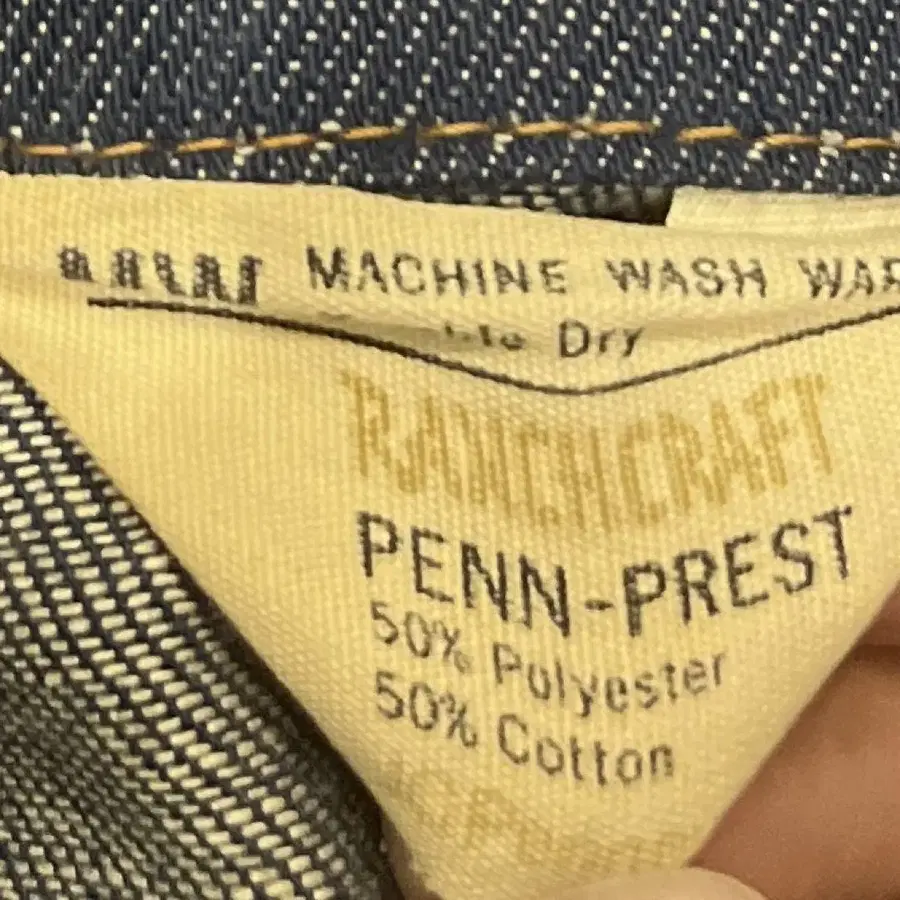 MACHINE WASH WAR
Dry
RANCHCRAFT
PENN-PREST
50% Polyester
50% Cotton